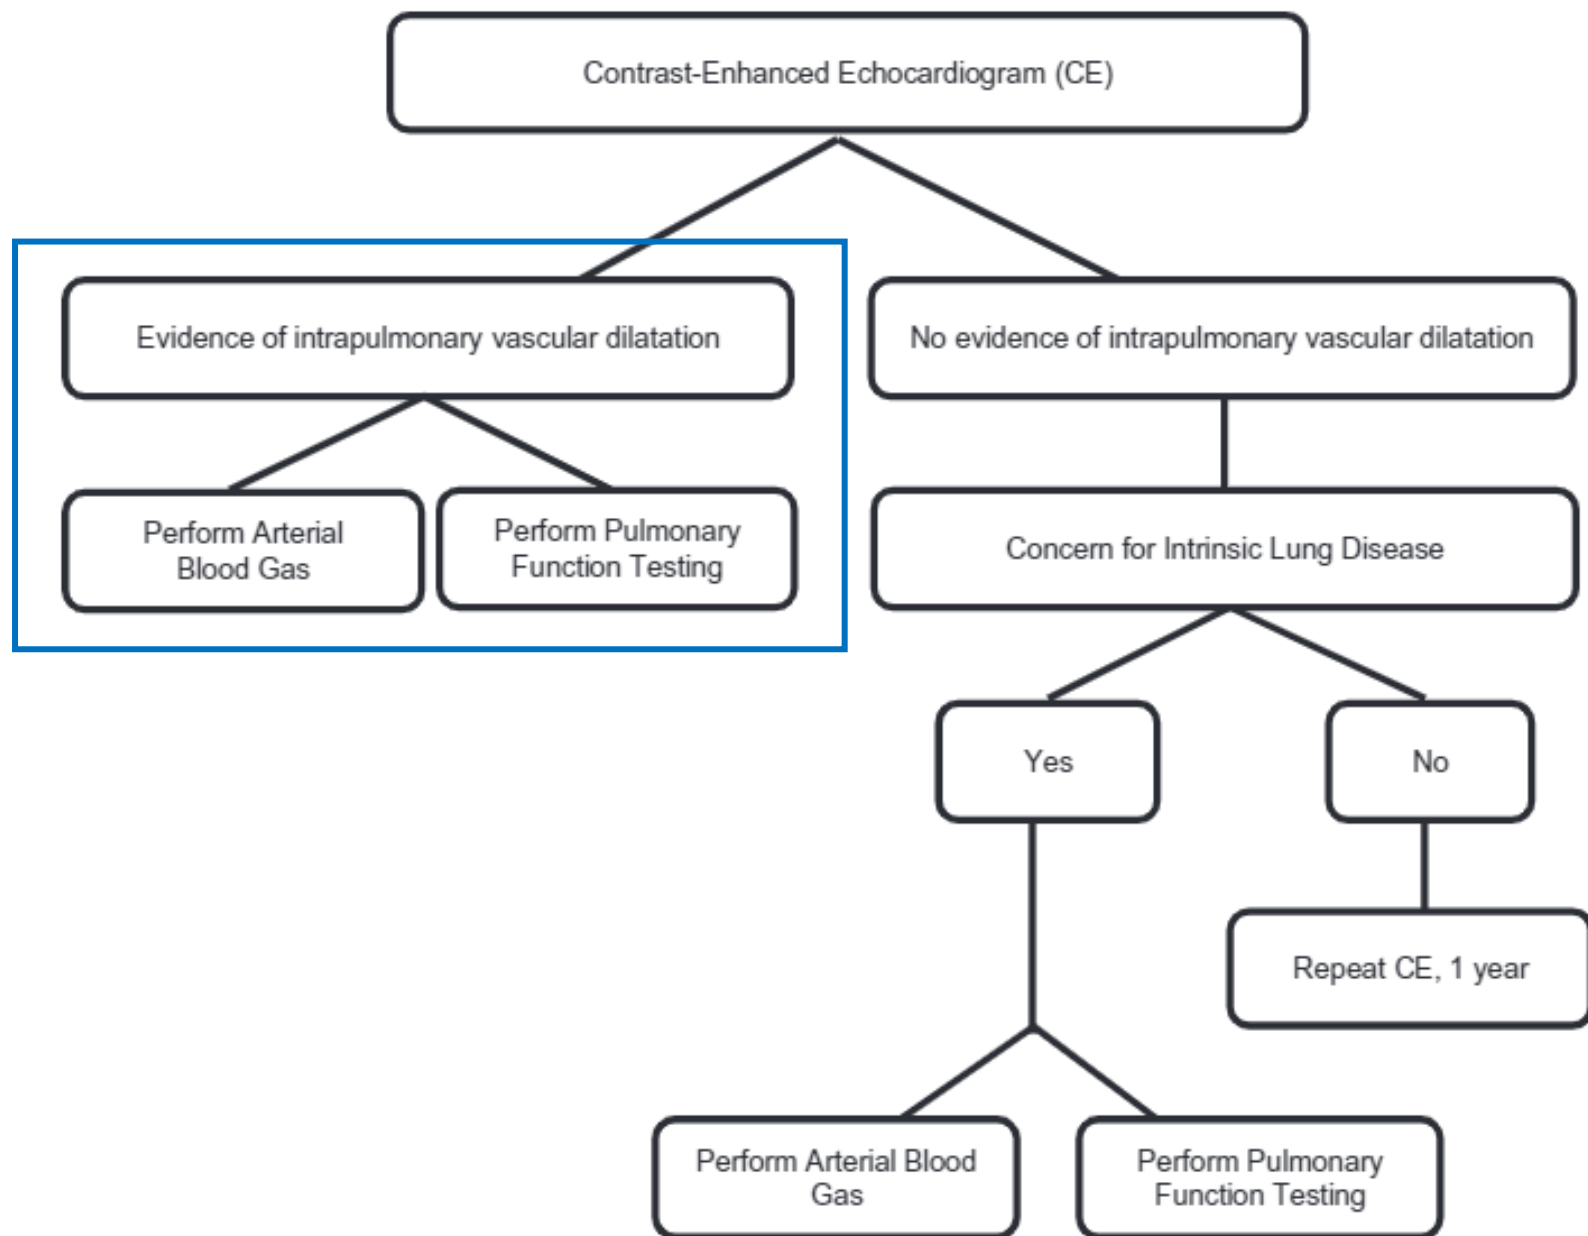 Contrast-Enhanced Echocardiogram (CE)
Evidence of intrapulmonary vascular dilatation
No evidence of intrapulmonary vascular dilatation
Perform Arterial
Blood Gas
Perform Pulmonary
Function Testing
Concern for Intrinsic Lung Disease
Yes
No
Repeat CE, 1 year
Perform Arterial Blood
Gas
Perform Pulmonary
Function Testing